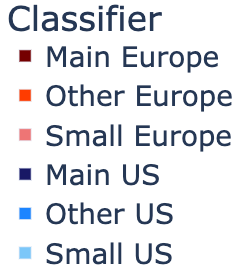 Classifier
Main Europe
Other Europe
Small Europe
Main US
Other US
Small US